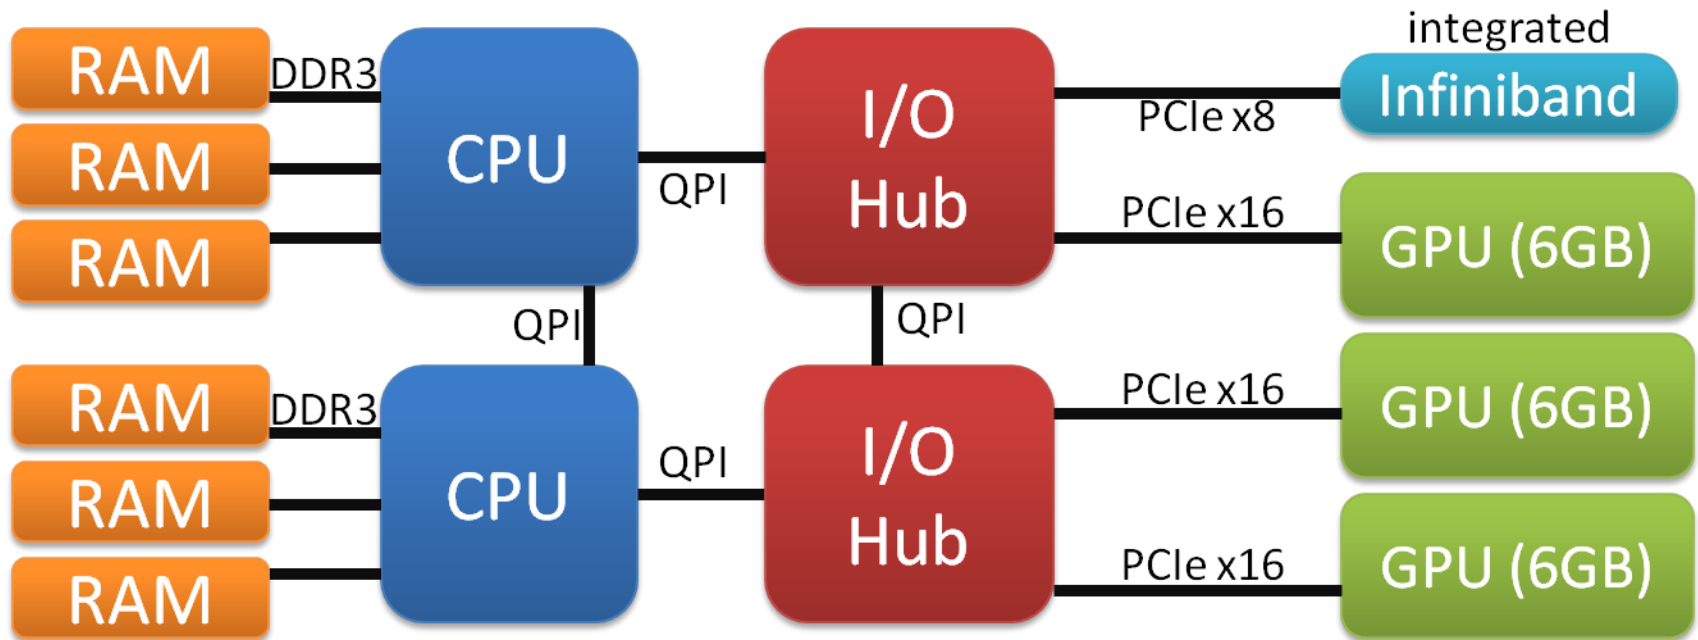 integrated
RAM
DDR3
CPU
I/O
Hub
Infiniband
PCIe x8
RAM
QPI
PCIe x16
GPU (6GB)
RAM
QPI
QPI
RAM
DDR3
CPU
I/O
Hub
PCIe x16
GPU (6GB)
RAM
QPI
RAM
PCIe x16
GPU (6GB)